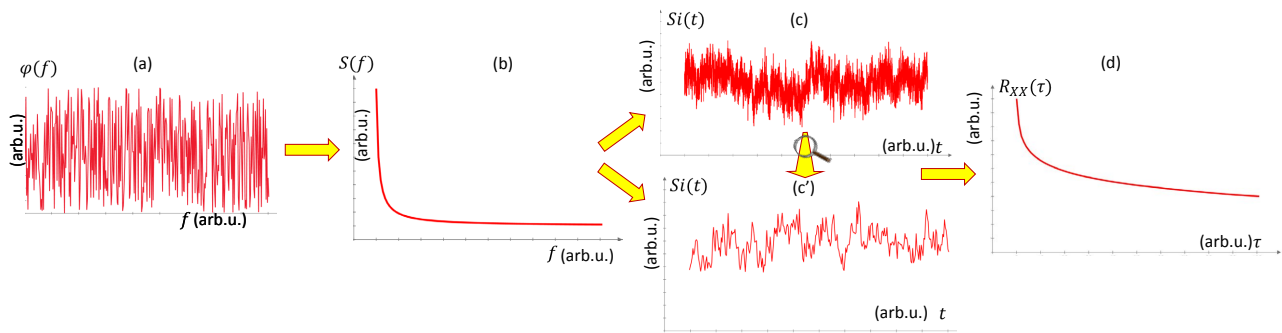 φ(f)
(a)
(arb.u.)
f (arb.u.)
S(f)
(b)
(arb.u.)
f (arb.u.)
Si(t)
(c)
(arb.u.)
(arb.u.) t
Si(t)
(c’)
(arb.u.)
(arb.u.) t
(d)
R_XX(τ)
(arb.u.)
(arb.u.) τ